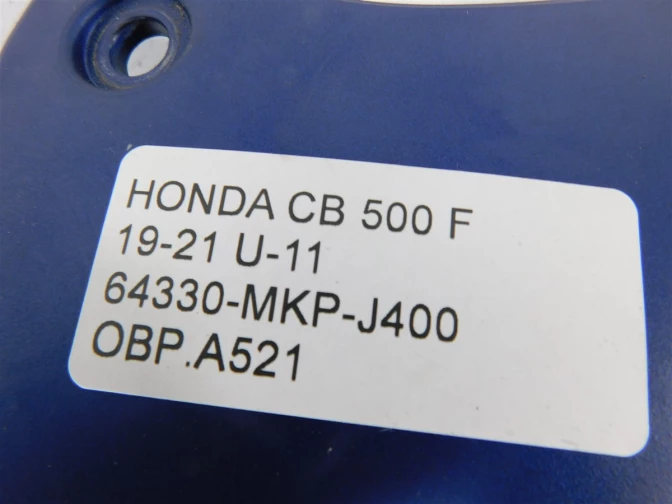 HONDA CB 500 F
19-21 U-11
64330-MKP-J400
OBP.A521